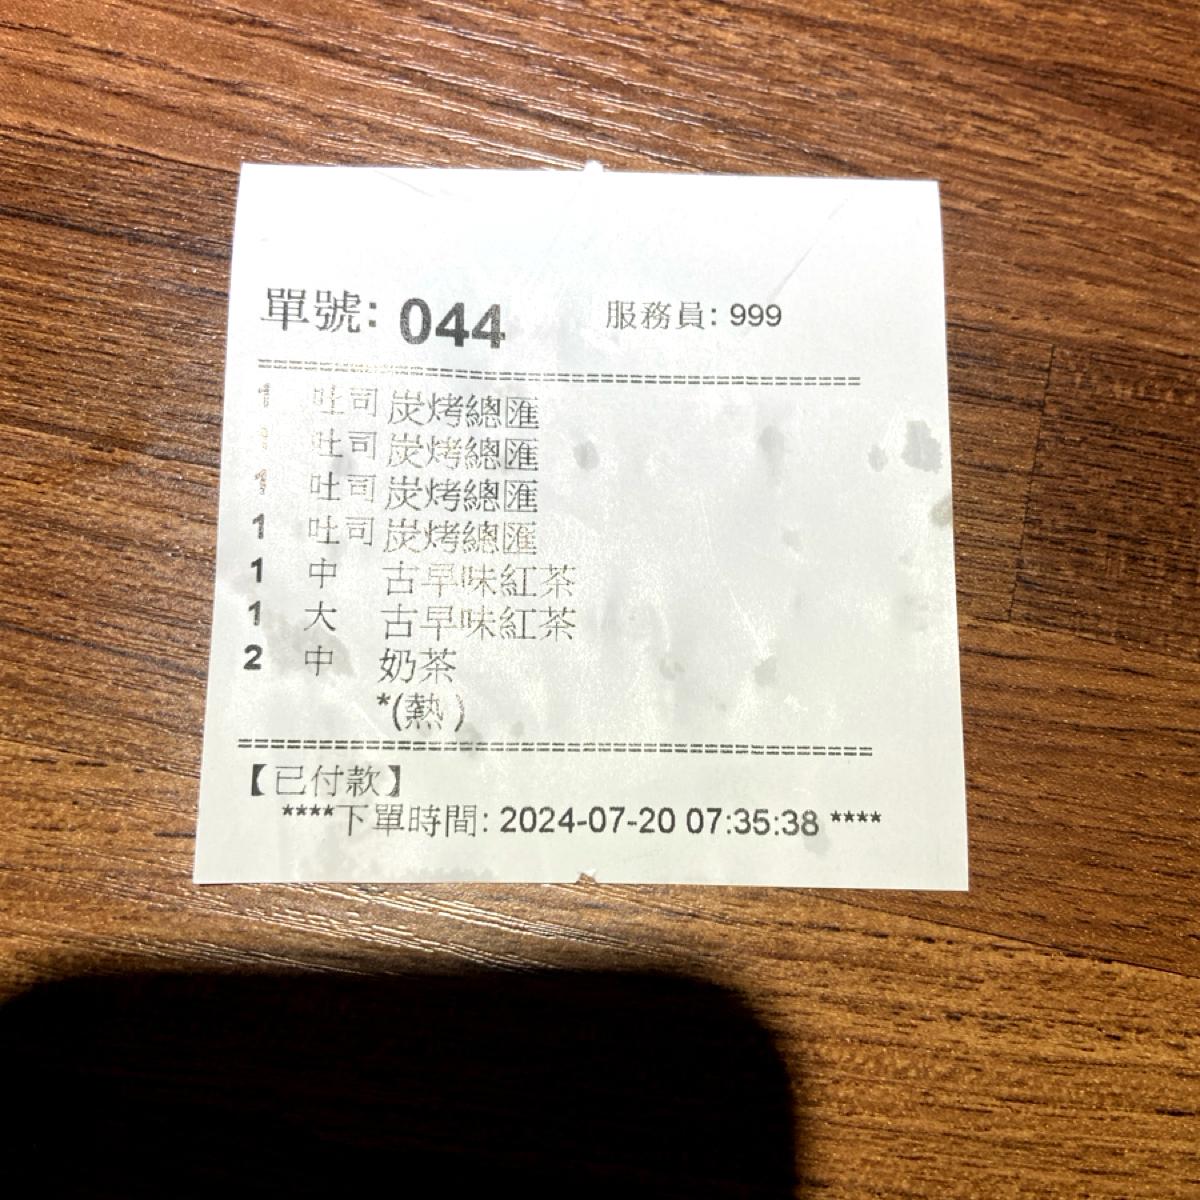 單號: 044 服務員: 999
=========================================
1 吐司 炭烤總匯
1 吐司 炭烤總匯
1 吐司 炭烤總匯
1 吐司 炭烤總匯
1 中 古早味紅茶
1 大 古早味紅茶
2 中 奶茶
*(熱 )
=========================================
【已付款】
****下單時間: 2024-07-20 07:35:38 ****